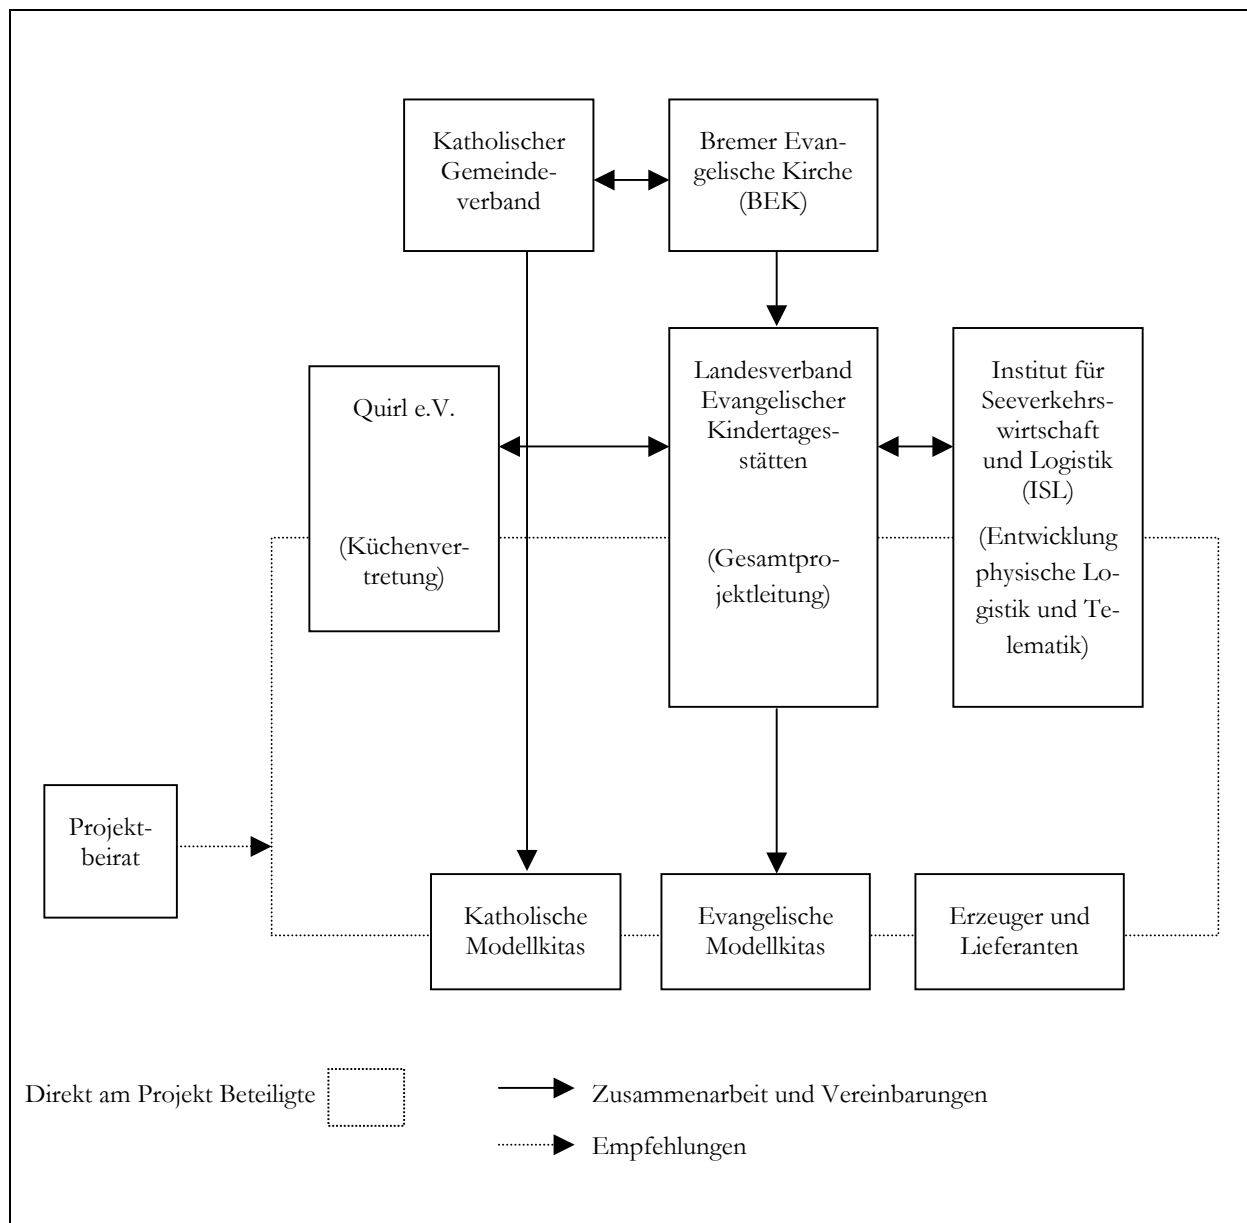 Katholischer
Gemeinde-
verband
Bremer Evan-
gelische Kirche
(BEK)
Quirl e.V.
(Küchenver-
tretung)
Landesverband
Evangelischer
Kindertages-
stätten
(Gesamtpro-
jektleitung)
Institut für
Seeverkehrs-
wirtschaft
und Logistik
(ISL)
(Entwicklung
physische Lo-
gistik und Te-
lematik)
Projekt-
beirat
Katholische
Modellkitas
Evangelische
Modellkitas
Erzeuger und
Lieferanten
Direkt am Projekt Beteiligte
Zusammenarbeit und Vereinbarungen
Empfehlungen